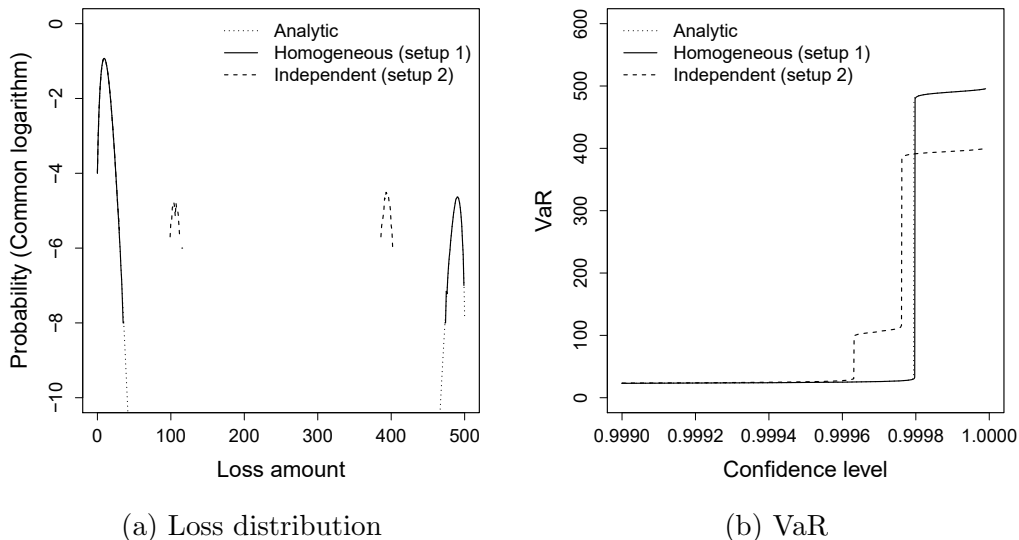 Analytic
Homogeneous (setup 1)
Independent (setup 2)
Probability (Common logarithm)
0
−2
−4
−6
−8
−10
0 100 200 300 400 500
Loss amount
(a) Loss distribution
Analytic
Homogeneous (setup 1)
Independent (setup 2)
VaR
600
500
400
300
200
100
0
0.9990 0.9992 0.9994 0.9996 0.9998 1.0000
Confidence level
(b) VaR